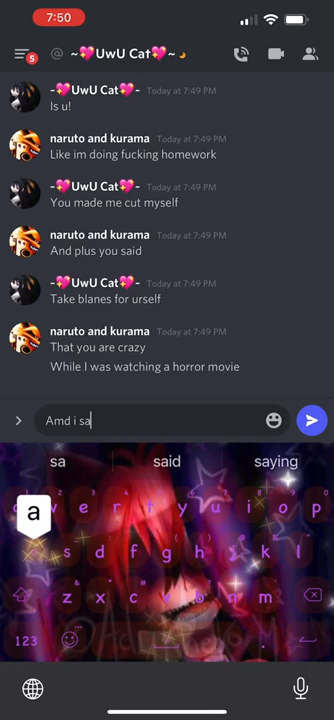 7:50
5 @ ~💖UwU Cat💖~🌙
-💖UwU Cat💖- Today at 7:49 PM
Is u!
naruto and kurama Today at 7:49 PM
Like im doing fucking homework
-💖UwU Cat💖- Today at 7:49 PM
You made me cut myself
naruto and kurama Today at 7:49 PM
And plus you said
-💖UwU Cat💖- Today at 7:49 PM
Take blanes for urself
naruto and kurama Today at 7:49 PM
That you are crazy
While I was watching a horror movie
Amd i sa
sa said saying
e r t y u i o p
a s d f g h j k l
z x c v b n m
123